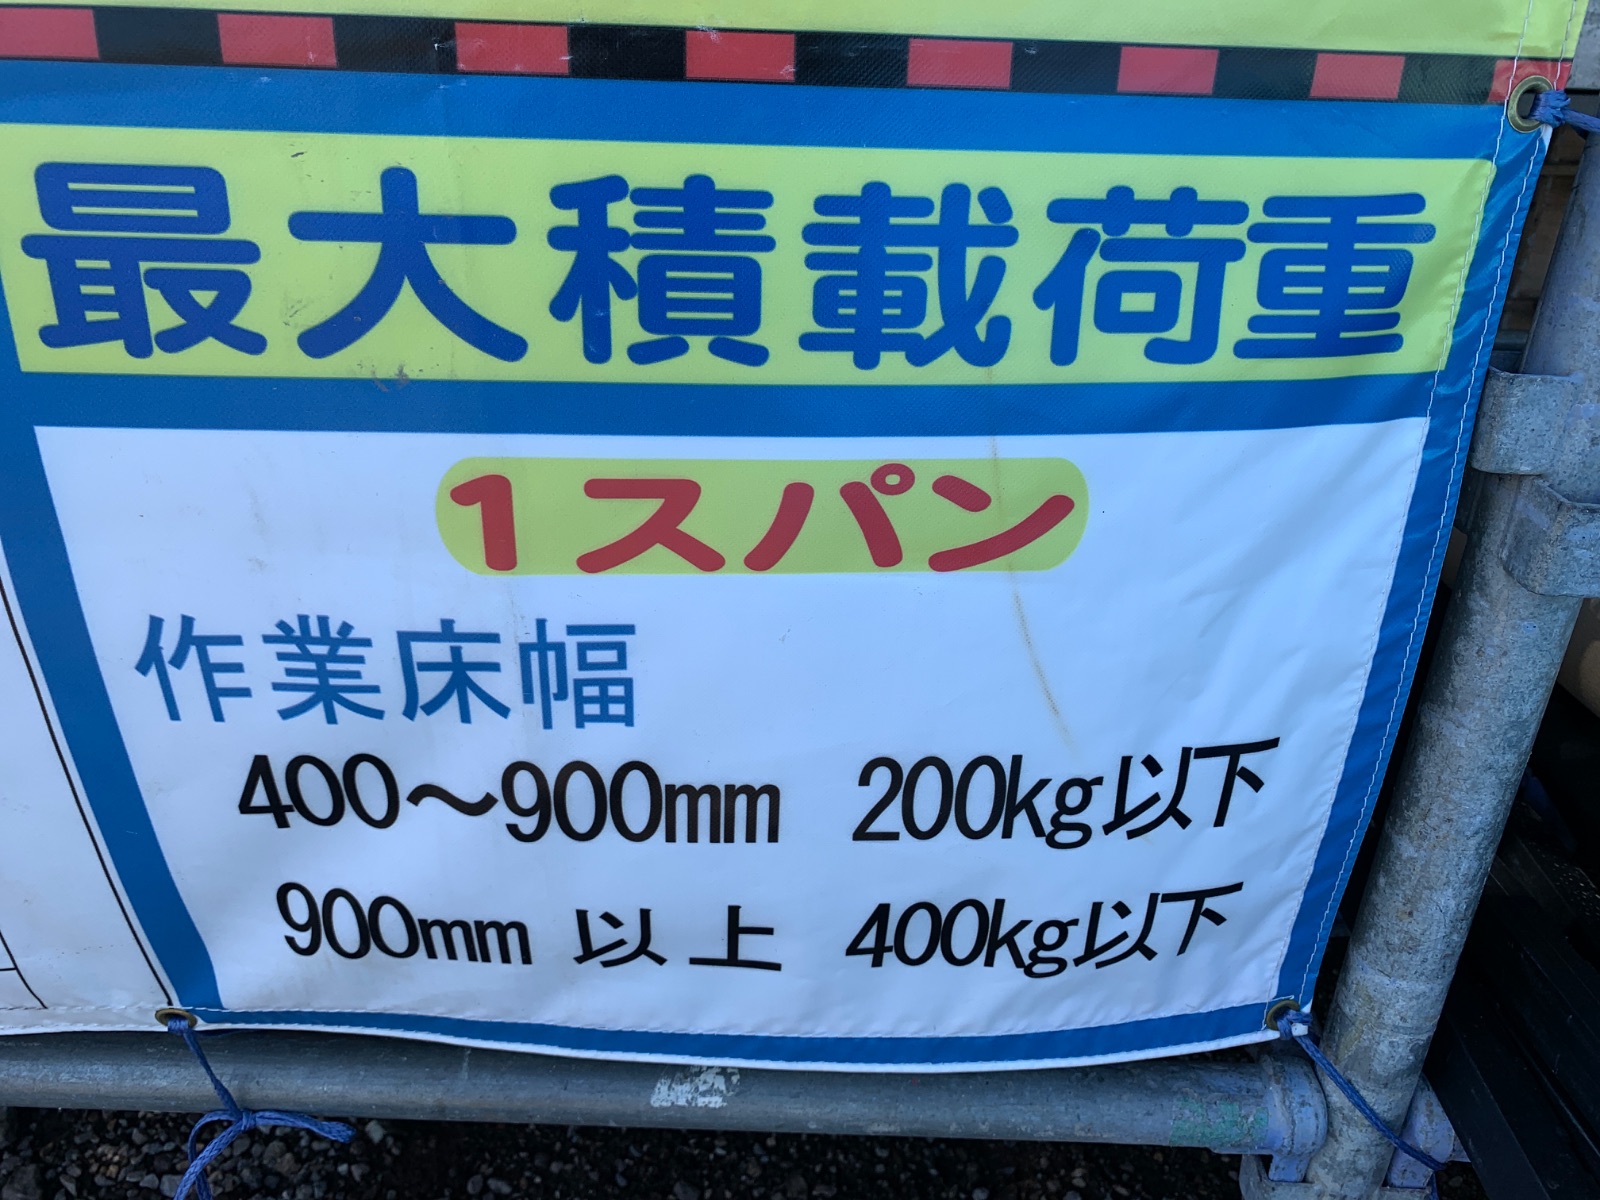 最大積載荷重
1スパン
作業床幅
400～900mm 200kg以下
900mm 以上 400kg以下